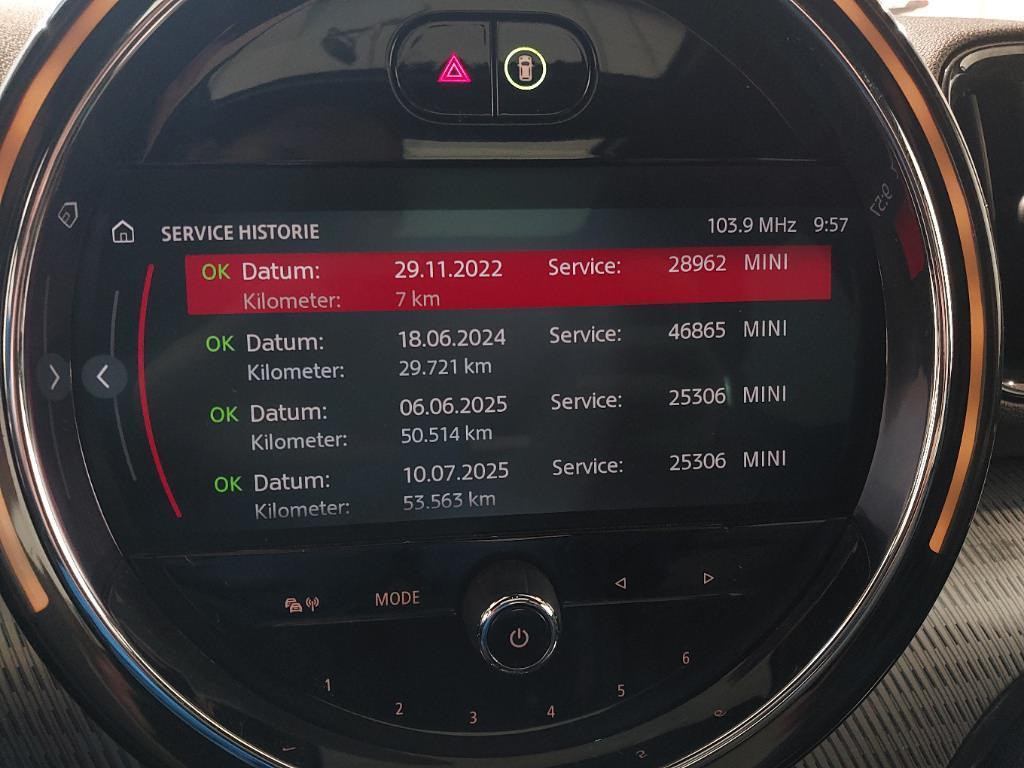 SERVICE HISTORIE 103.9 MHz 9:57
OK Datum: 29.11.2022 Service: 28962 MINI
Kilometer: 7 km
OK Datum: 18.06.2024 Service: 46865 MINI
Kilometer: 29.721 km
OK Datum: 06.06.2025 Service: 25306 MINI
Kilometer: 50.514 km
OK Datum: 10.07.2025 Service: 25306 MINI
Kilometer: 53.563 km
MODE
1 2 3 4 5 6